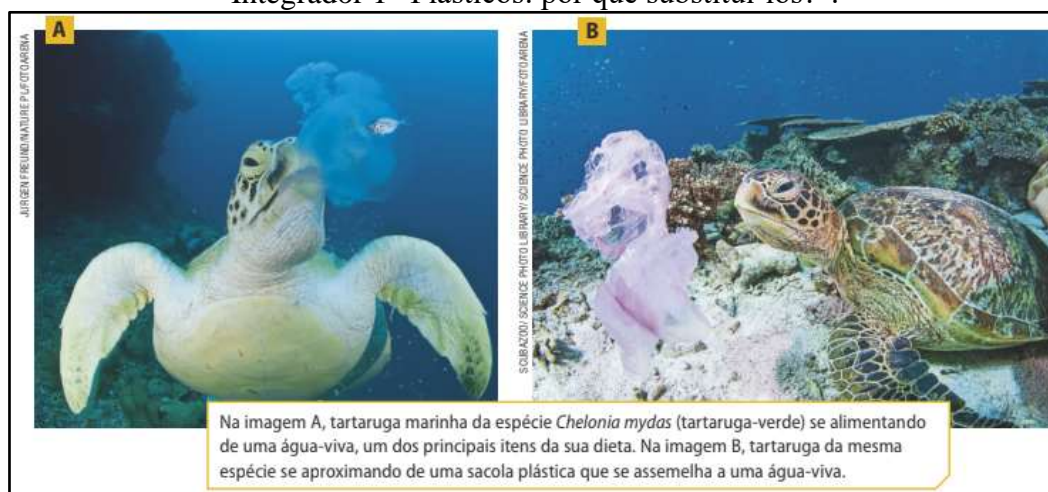 Integrador 1 "Plásticos: por que substituí-los?".
A
B
JURGEN FREUND/NATURE PL/FOTOARENA
SCUBAZOO/ SCIENCE PHOTO LIBRARY/ SCIENCE PHOTO LIBRARY/FOTOARENA
Na imagem A, tartaruga marinha da espécie Chelonia mydas (tartaruga-verde) se alimentando
de uma água-viva, um dos principais itens da sua dieta. Na imagem B, tartaruga da mesma
espécie se aproximando de uma sacola plástica que se assemelha a uma água-viva.